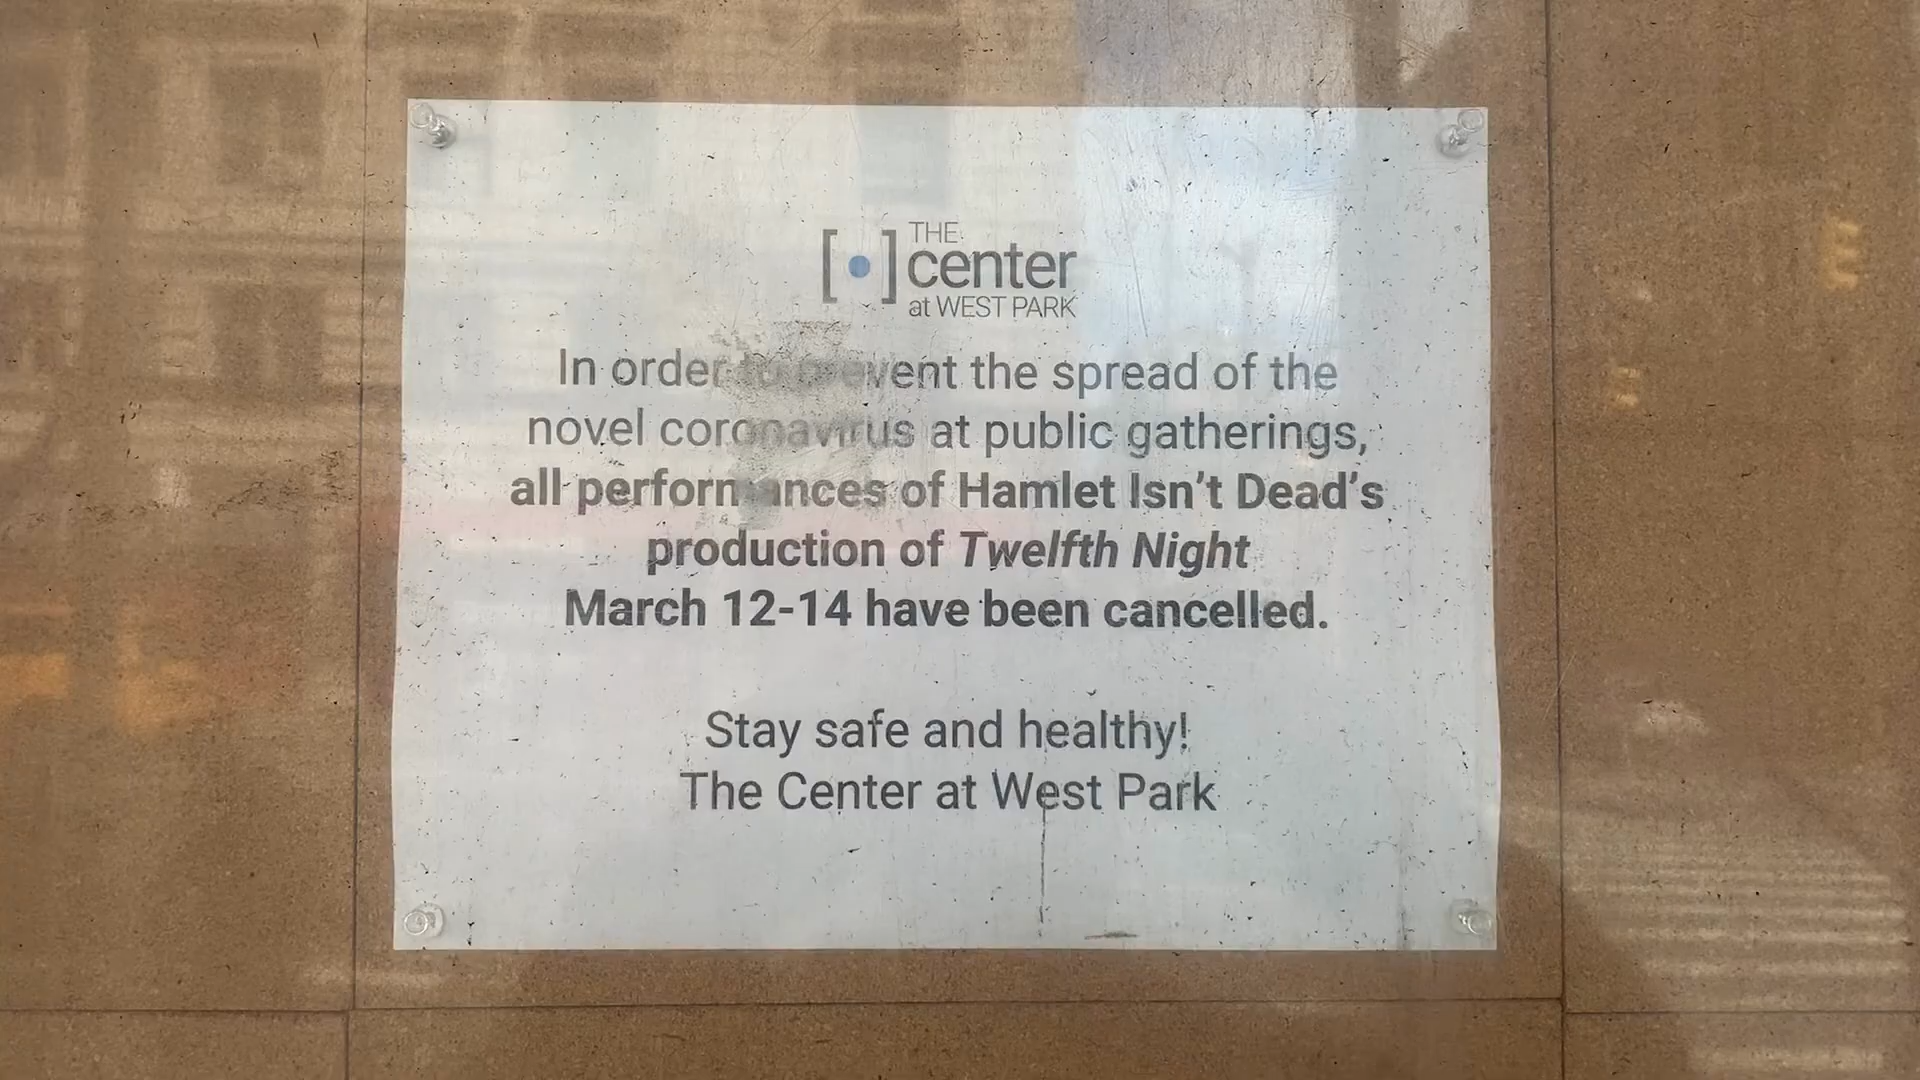 THE
center
at WEST PARK
In order to prevent the spread of the
novel coronavirus at public gatherings,
all performances of Hamlet Isn't Dead's
production of Twelfth Night
March 12-14 have been cancelled.
Stay safe and healthy!
The Center at West Park